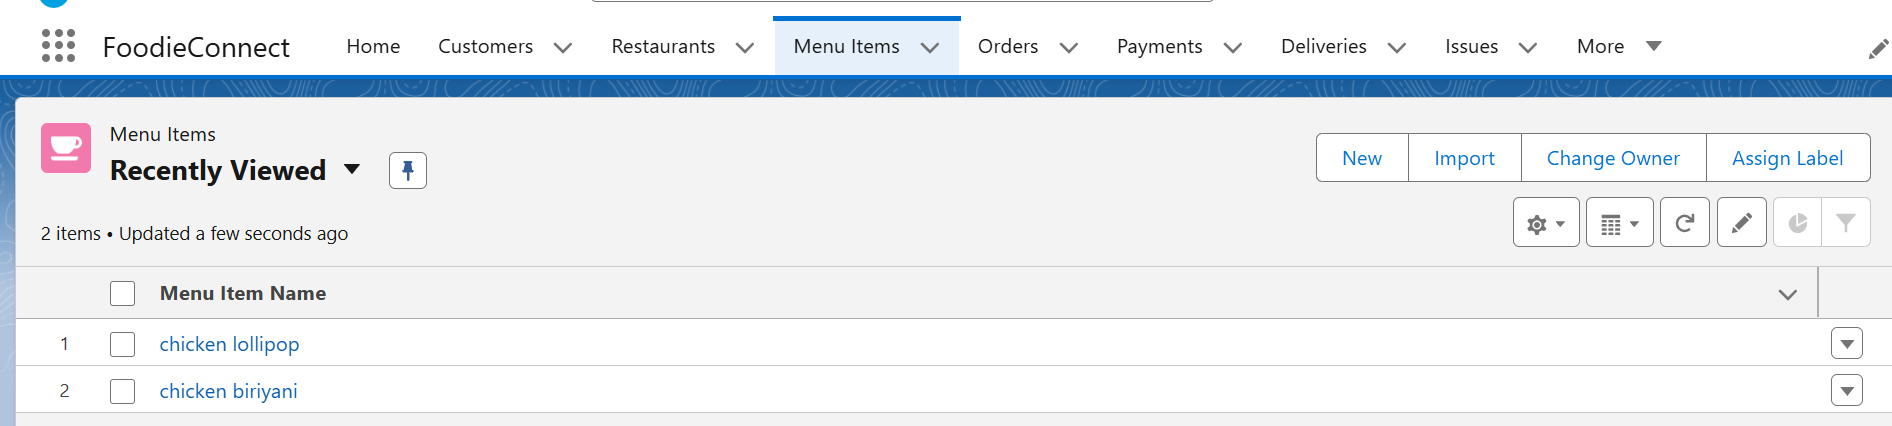 FoodieConnect Home Customers Restaurants Menu Items Orders Payments Deliveries Issues More
Menu Items
Recently Viewed
New Import Change Owner Assign Label
2 items • Updated a few seconds ago
Menu Item Name
1 chicken lollipop
2 chicken biriyani